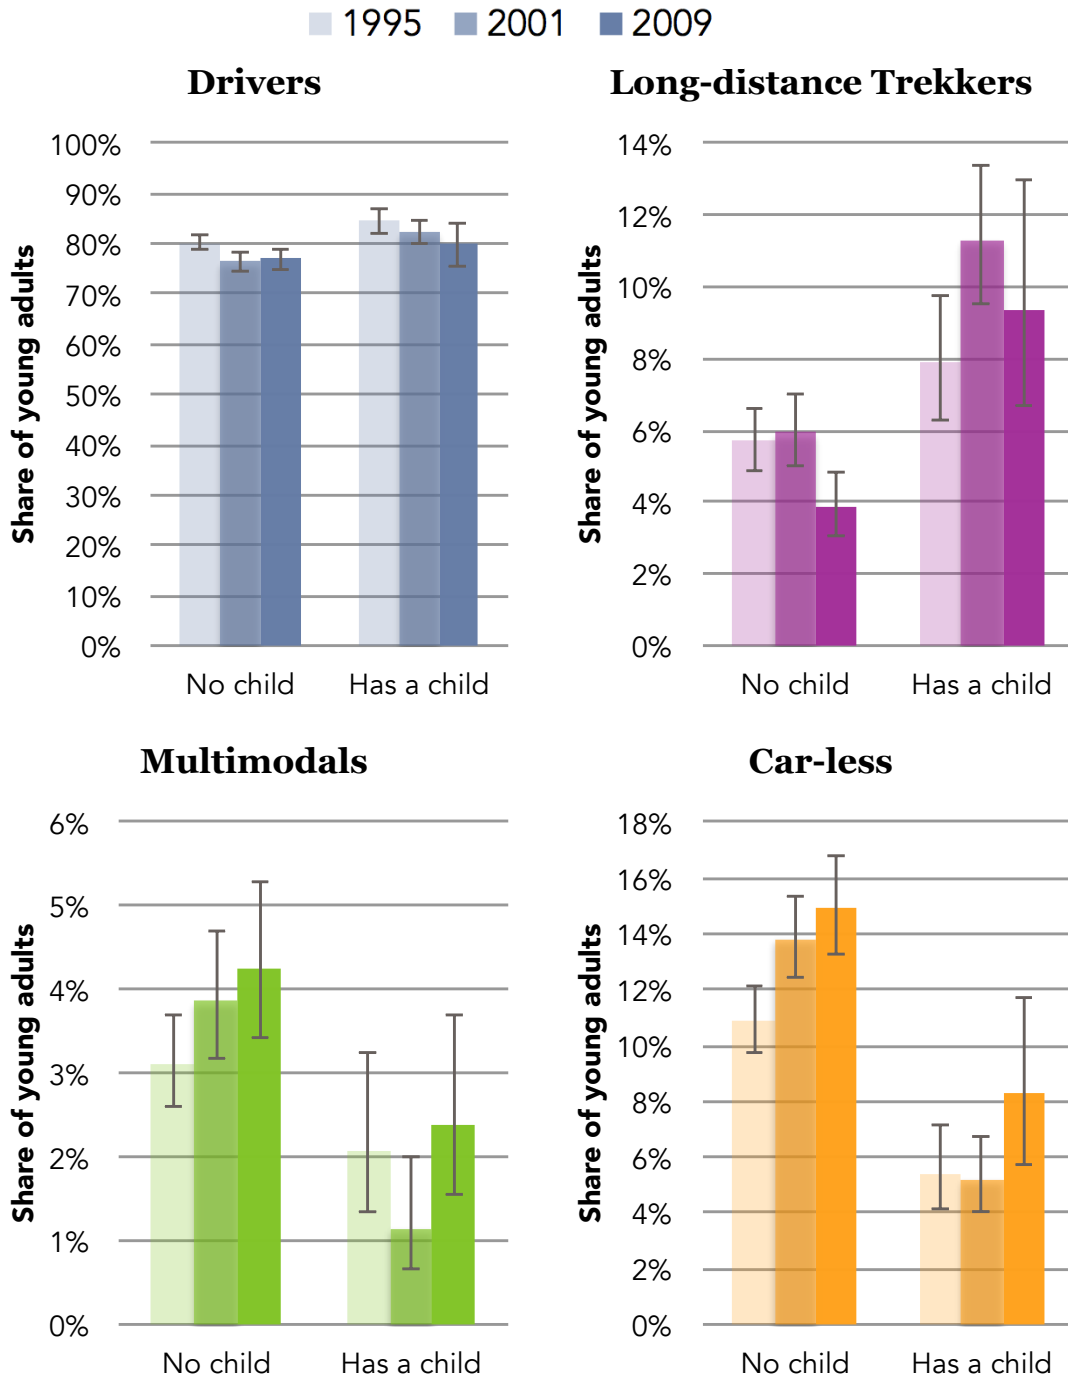 1995 2001 2009
Drivers
Share of young adults
100%
90%
80%
70%
60%
50%
40%
30%
20%
10%
0%
No child Has a child
Long-distance Trekkers
Share of young adults
14%
12%
10%
8%
6%
4%
2%
0%
No child Has a child
Multimodals
Share of young adults
6%
5%
4%
3%
2%
1%
0%
No child Has a child
Car-less
Share of young adults
18%
16%
14%
12%
10%
8%
6%
4%
2%
0%
No child Has a child